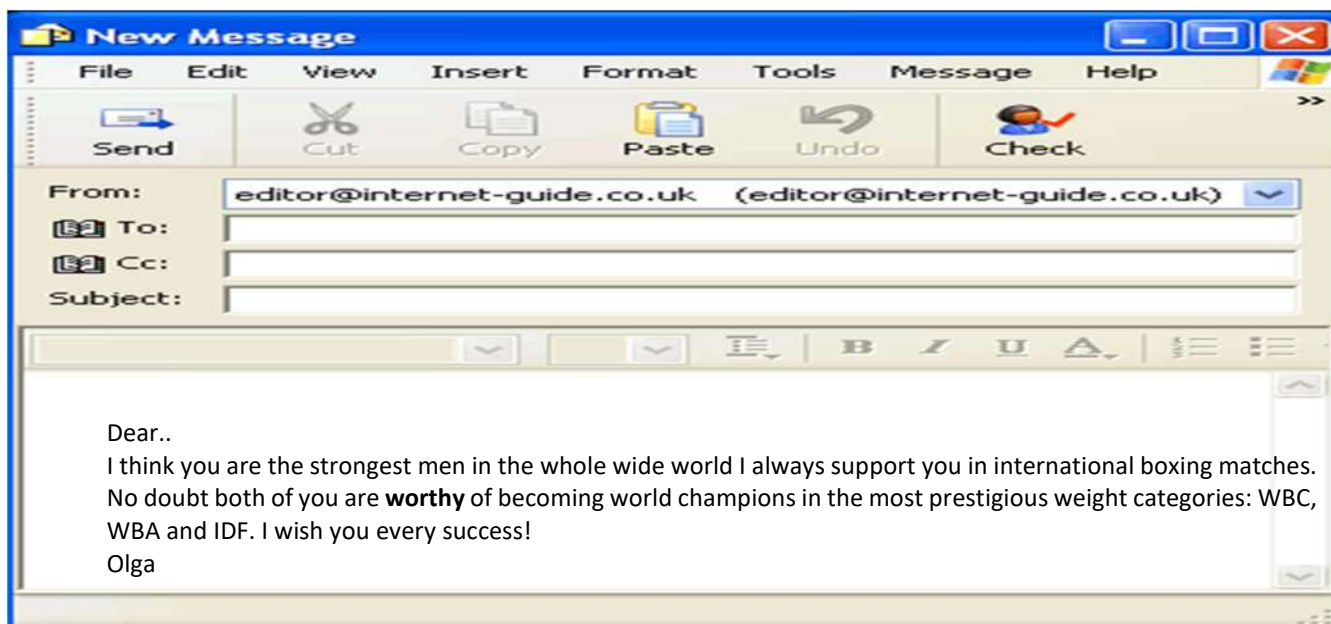 New Message
File Edit View Insert Format Tools Message Help
Send Cut Copy Paste Undo Check »
From: editor@internet-guide.co.uk (editor@internet-guide.co.uk)
To:
Cc:
Subject:
B I U A
Dear..
I think you are the strongest men in the whole wide world I always support you in international boxing matches.
No doubt both of you are worthy of becoming world champions in the most prestigious weight categories: WBC,
WBA and IDF. I wish you every success!
Olga